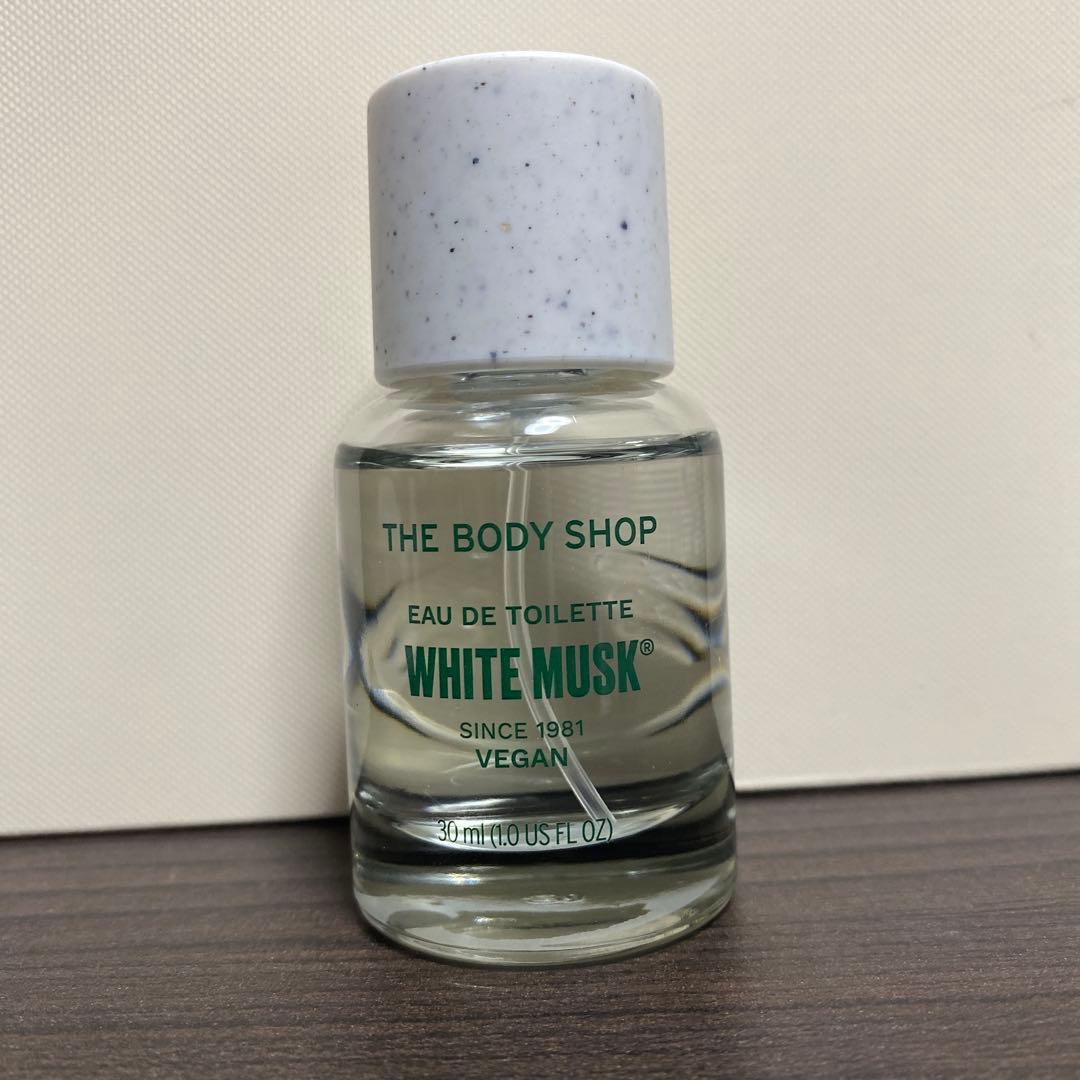 THE BODY SHOP
EAU DE TOILETTE
WHITE MUSK®
SINCE 1981
VEGAN
30 ml (1.0 US FL OZ)